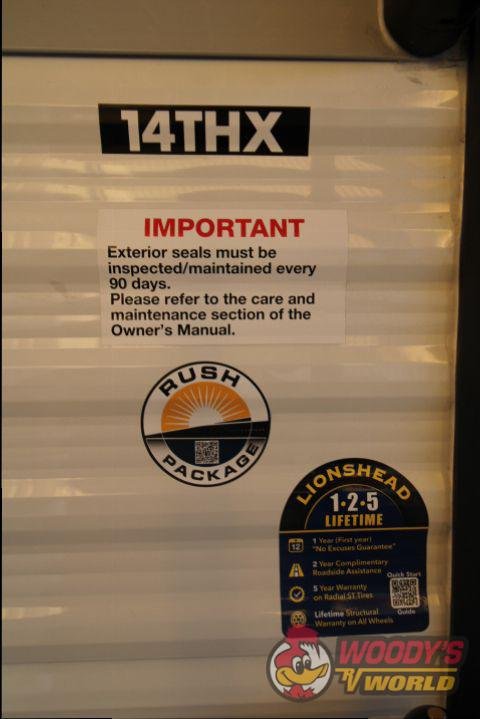 14THX
IMPORTANT
Exterior seals must be
inspected/maintained every
90 days.
Please refer to the care and
maintenance section of the
Owner's Manual.
RUSH
PACKAGE
LIONSHEAD
1·2·5
LIFETIME
12
1 Year (First year)
"No Excuses Guarantee"
2 Year Complimentary
Roadside Assistance
5 Year Warranty
on Radial ST Tires
Quick Start
Guide
Lifetime Structural
Warranty on All Wheels
WOODY'S
RV WORLD